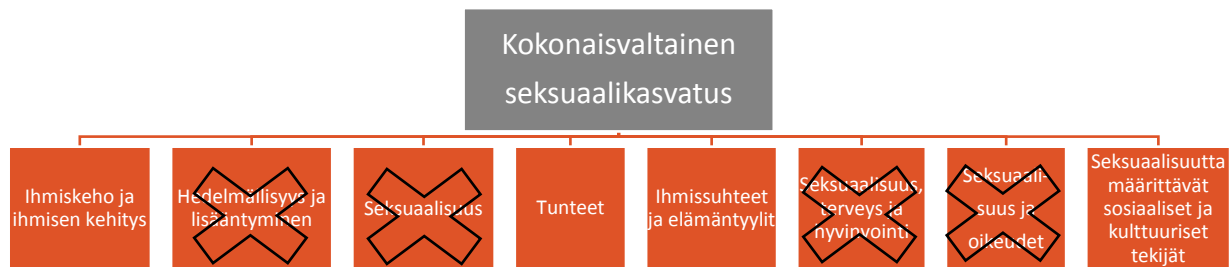 Kokonaisvaltainen
seksuaalikasvatus
Ihmiskeho ja
ihmisen kehitys
Hedelmällisyys ja
lisääntyminen
Seksuaalisuus
Tunteet
Ihmissuhteet
ja elämäntyylit
Seksuaalisuus,
terveys ja
hyvinvointi
Seksuaali-
suus ja
oikeudet
Seksuaalisuutta
määrittävät
sosiaaliset ja
kulttuuriset
tekijät